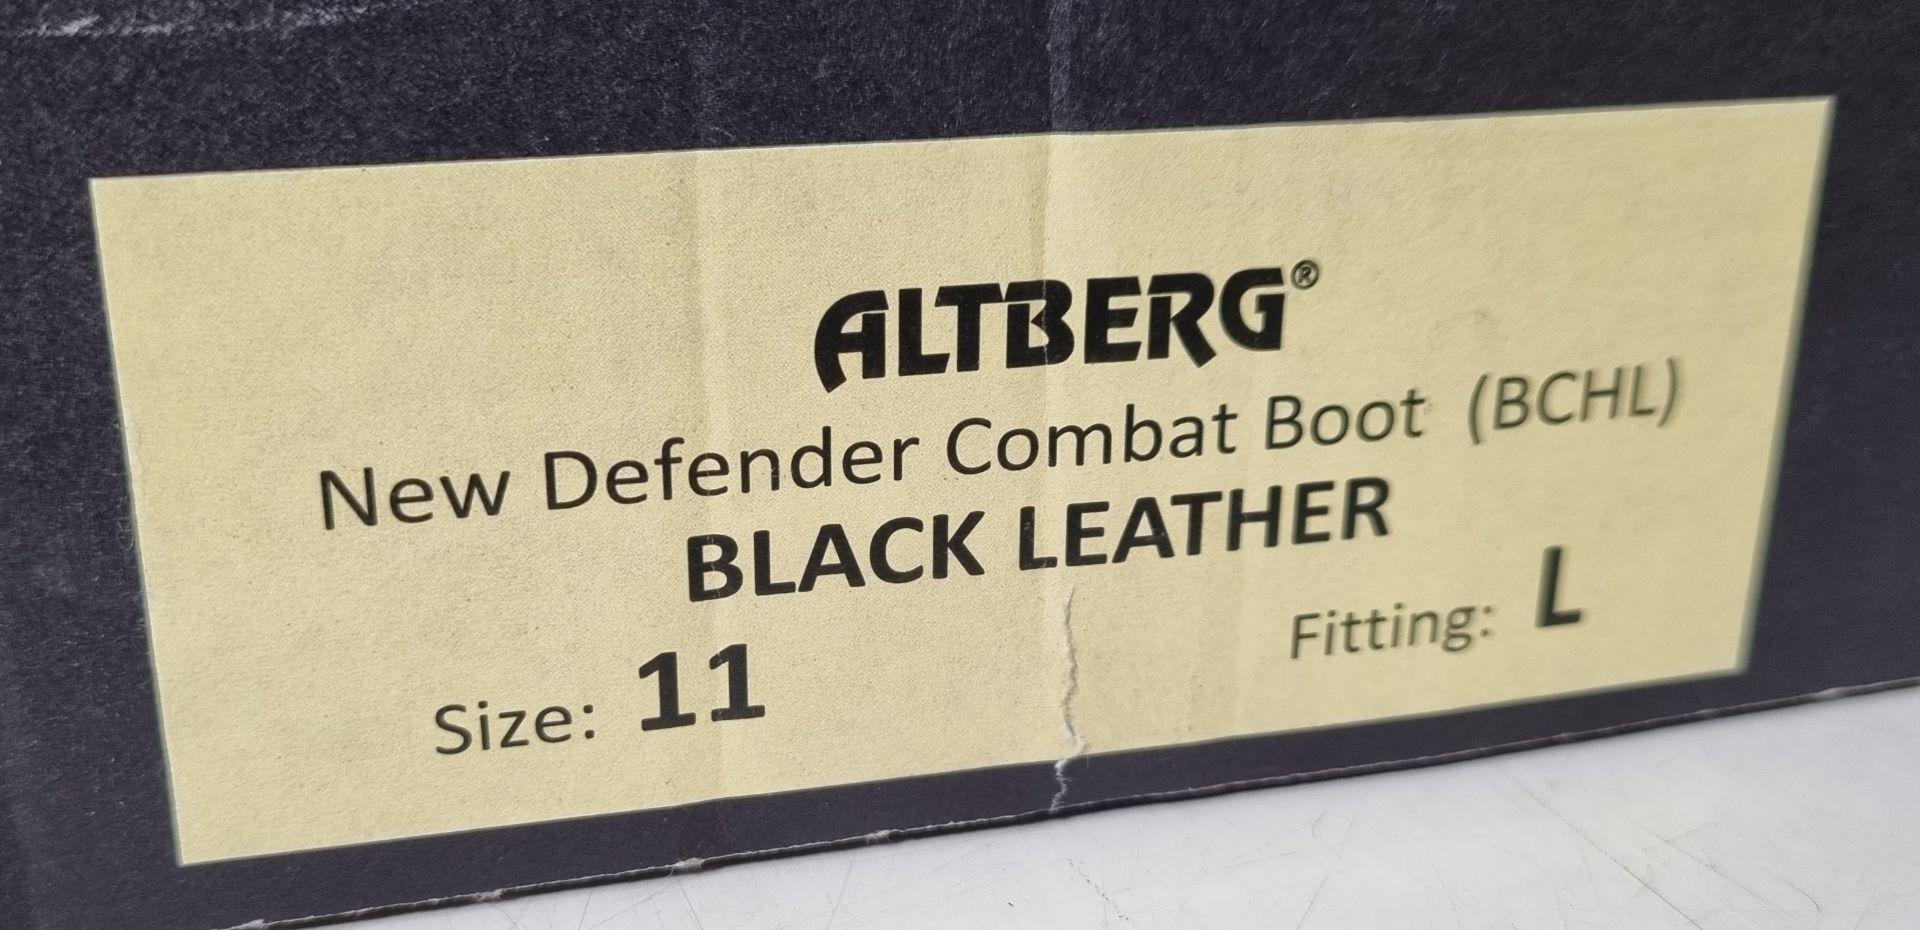 ALTBERG®
New Defender Combat Boot (BCHL)
BLACK LEATHER
Size: 11 Fitting: L